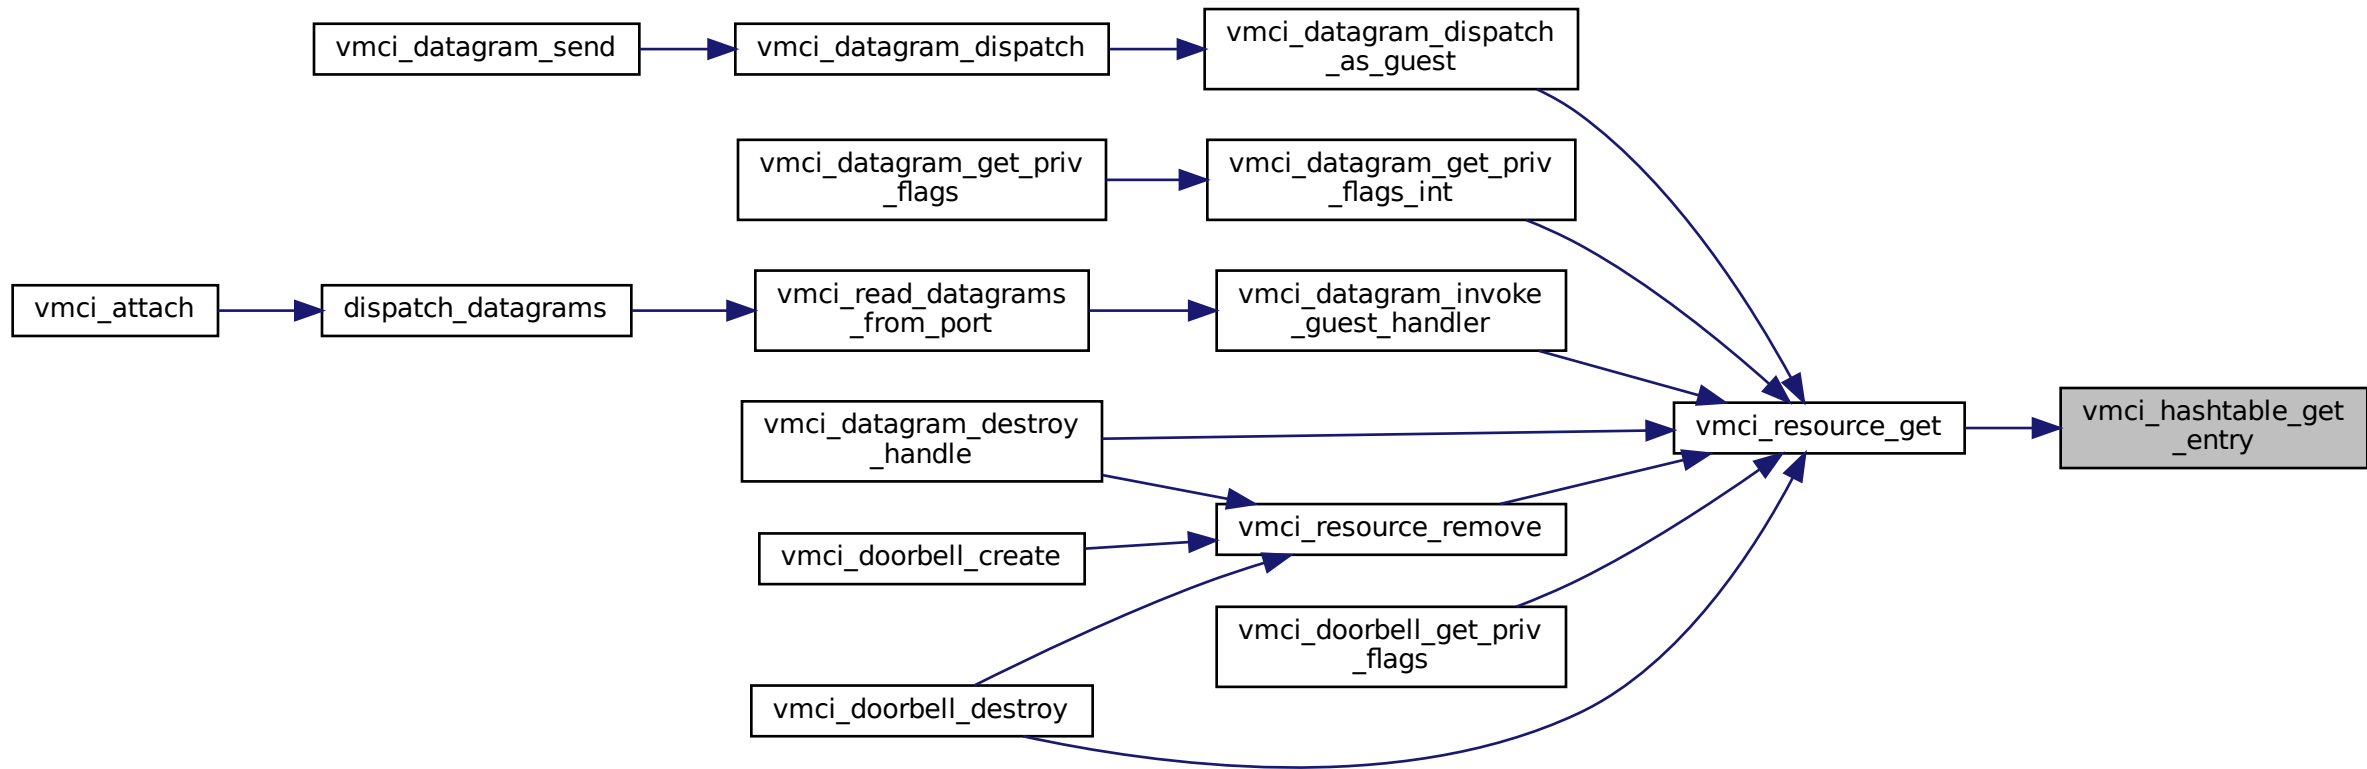 vmci_datagram_send
vmci_datagram_dispatch
vmci_datagram_dispatch
_as_guest
vmci_datagram_get_priv
_flags
vmci_datagram_get_priv
_flags_int
vmci_attach
dispatch_datagrams
vmci_read_datagrams
_from_port
vmci_datagram_invoke
_guest_handler
vmci_datagram_destroy
_handle
vmci_resource_get
vmci_hashtable_get
_entry
vmci_resource_remove
vmci_doorbell_create
vmci_doorbell_get_priv
_flags
vmci_doorbell_destroy